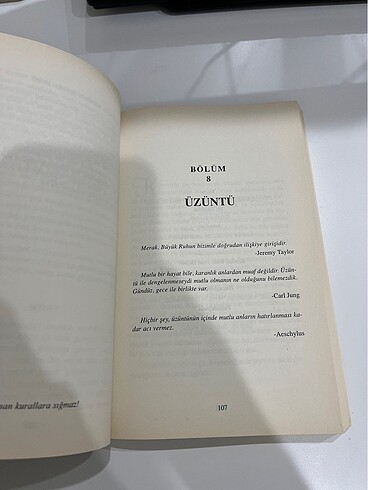 nan kurallara sığmaz!
BÖLÜM
8
ÜZÜNTÜ
Merak, Büyük Ruhun bizimle doğrudan ilişkiye girişidir.
-Jeremy Taylor
Mutlu bir hayat bile, karanlık anlardan muaf değildir. Üzün-
tü ile dengelenmeseydi mutlu olmanın ne olduğunu bilemezdik.
Gündüz, gece ile birlikte var.
-Carl Jung
Hiçbir şey, üzüntünün içinde mutlu anların hatırlanması ka-
dar acı vermez.
-Aeschylus
107